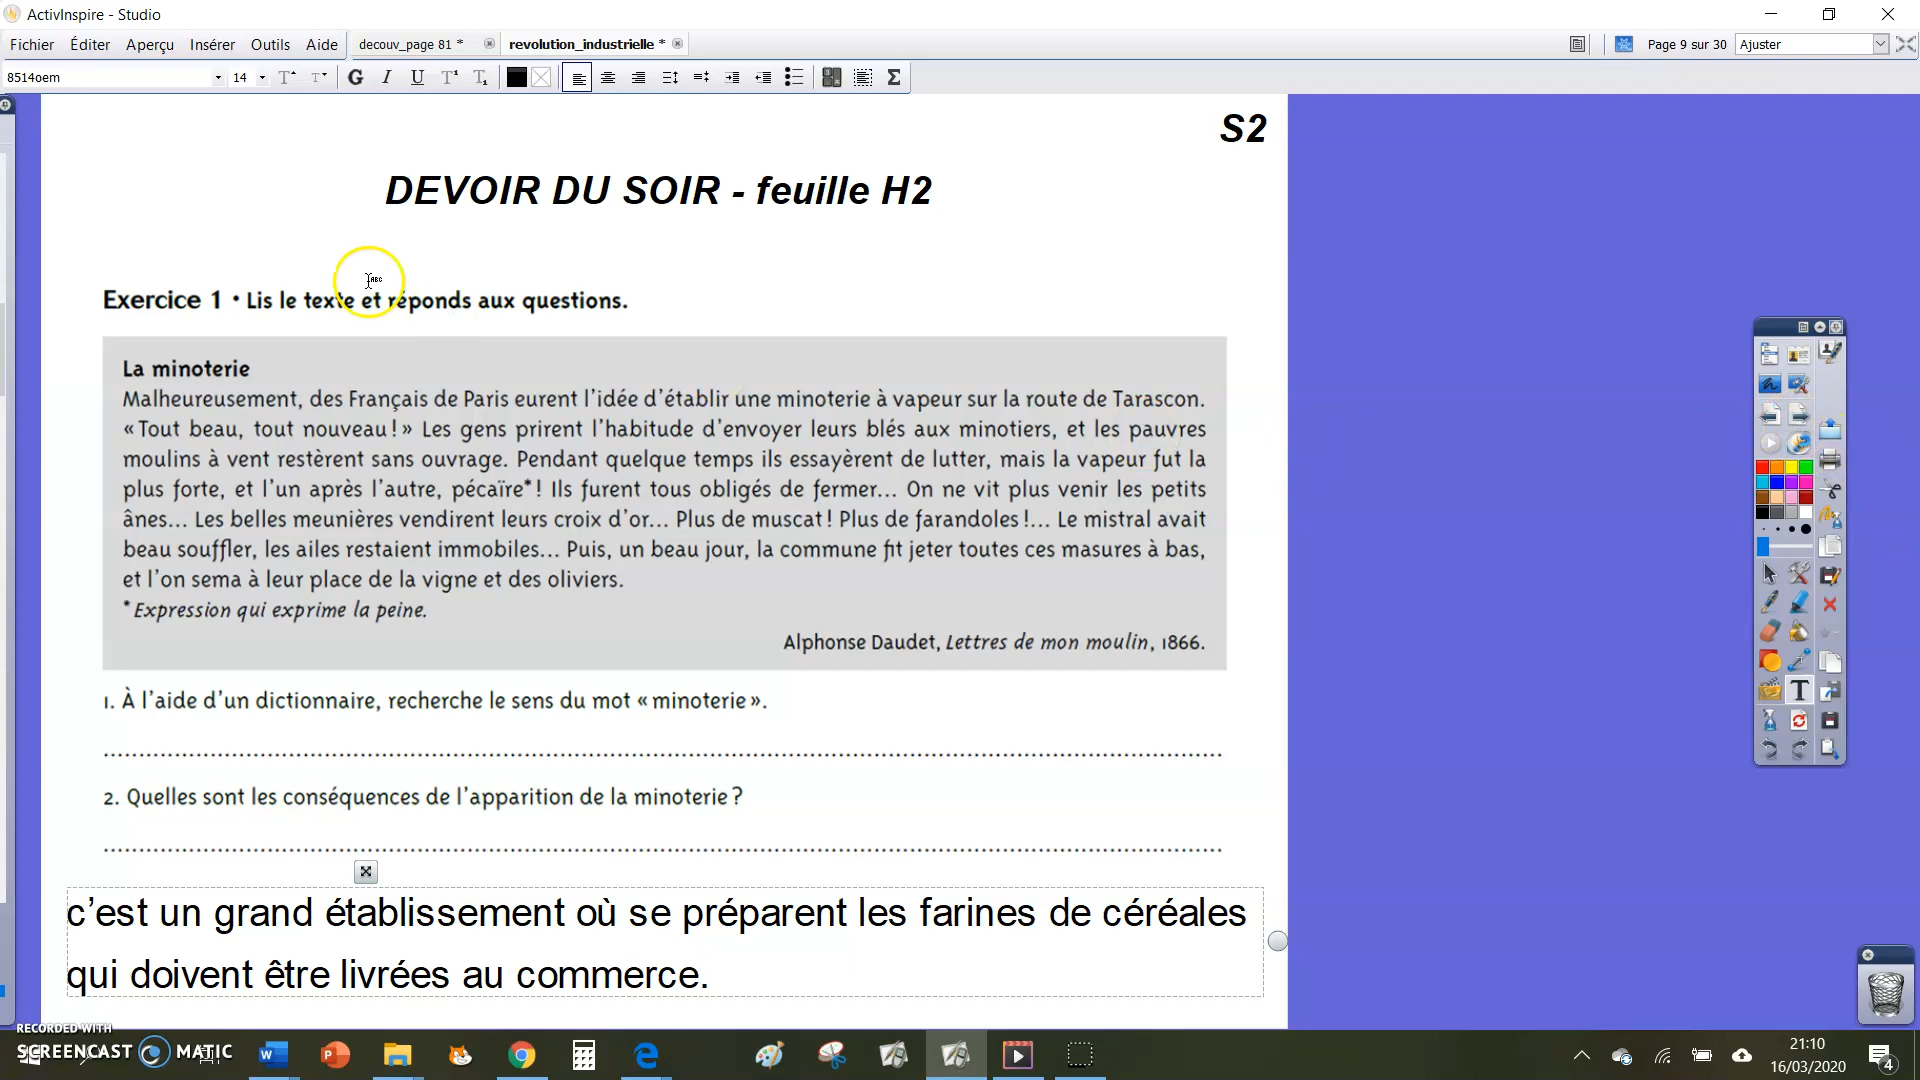 ActivInspire - Studio
Fichier Éditer Aperçu Insérer Outils Aide decouv_page 81 * revolution_industrielle * Page 9 sur 30 Ajuster
8514oem 14 G I U
S2
DEVOIR DU SOIR - feuille H2
Exercice 1 • Lis le texte et réponds aux questions.
La minoterie
Malheureusement, des Français de Paris eurent l'idée d'établir une minoterie à vapeur sur la route de Tarascon.
« Tout beau, tout nouveau ! » Les gens prirent l'habitude d'envoyer leurs blés aux minotiers, et les pauvres
moulins à vent restèrent sans ouvrage. Pendant quelque temps ils essayèrent de lutter, mais la vapeur fut la
plus forte, et l'un après l'autre, pécaïre* ! Ils furent tous obligés de fermer... On ne vit plus venir les petits
ânes... Les belles meunières vendirent leurs croix d'or... Plus de muscat ! Plus de farandoles !... Le mistral avait
beau souffler, les ailes restaient immobiles... Puis, un beau jour, la commune fit jeter toutes ces masures à bas,
et l'on sema à leur place de la vigne et des oliviers.
* Expression qui exprime la peine.
Alphonse Daudet, Lettres de mon moulin, 1866.
1. À l'aide d'un dictionnaire, recherche le sens du mot « minoterie ».
2. Quelles sont les conséquences de l'apparition de la minoterie ?
c'est un grand établissement où se préparent les farines de céréales
qui doivent être livrées au commerce.
RECORDED WITH
SCREENCAST MATIC
21:10
16/03/2020
4